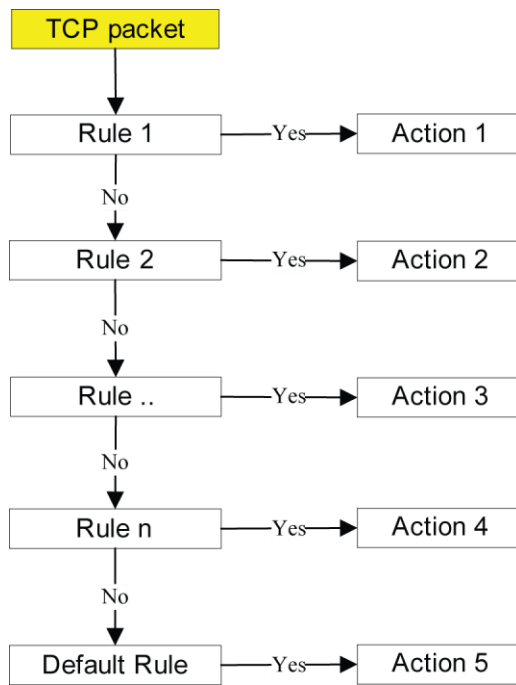 TCP packet
Rule 1
Yes
Action 1
No
Rule 2
Yes
Action 2
No
Rule ..
Yes
Action 3
No
Rule n
Yes
Action 4
No
Default Rule
Yes
Action 5